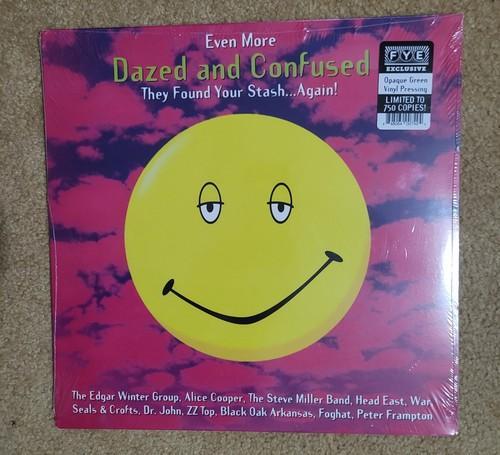 Even More
Dazed and Confused
They Found Your Stash...Again!
FYE
EXCLUSIVE
Opaque Green
Vinyl Pressing
LIMITED TO
750 COPIES!
The Edgar Winter Group, Alice Cooper, The Steve Miller Band, Head East, War
Seals & Crofts, Dr. John, ZZ Top, Black Oak Arkansas, Foghat, Peter Frampton